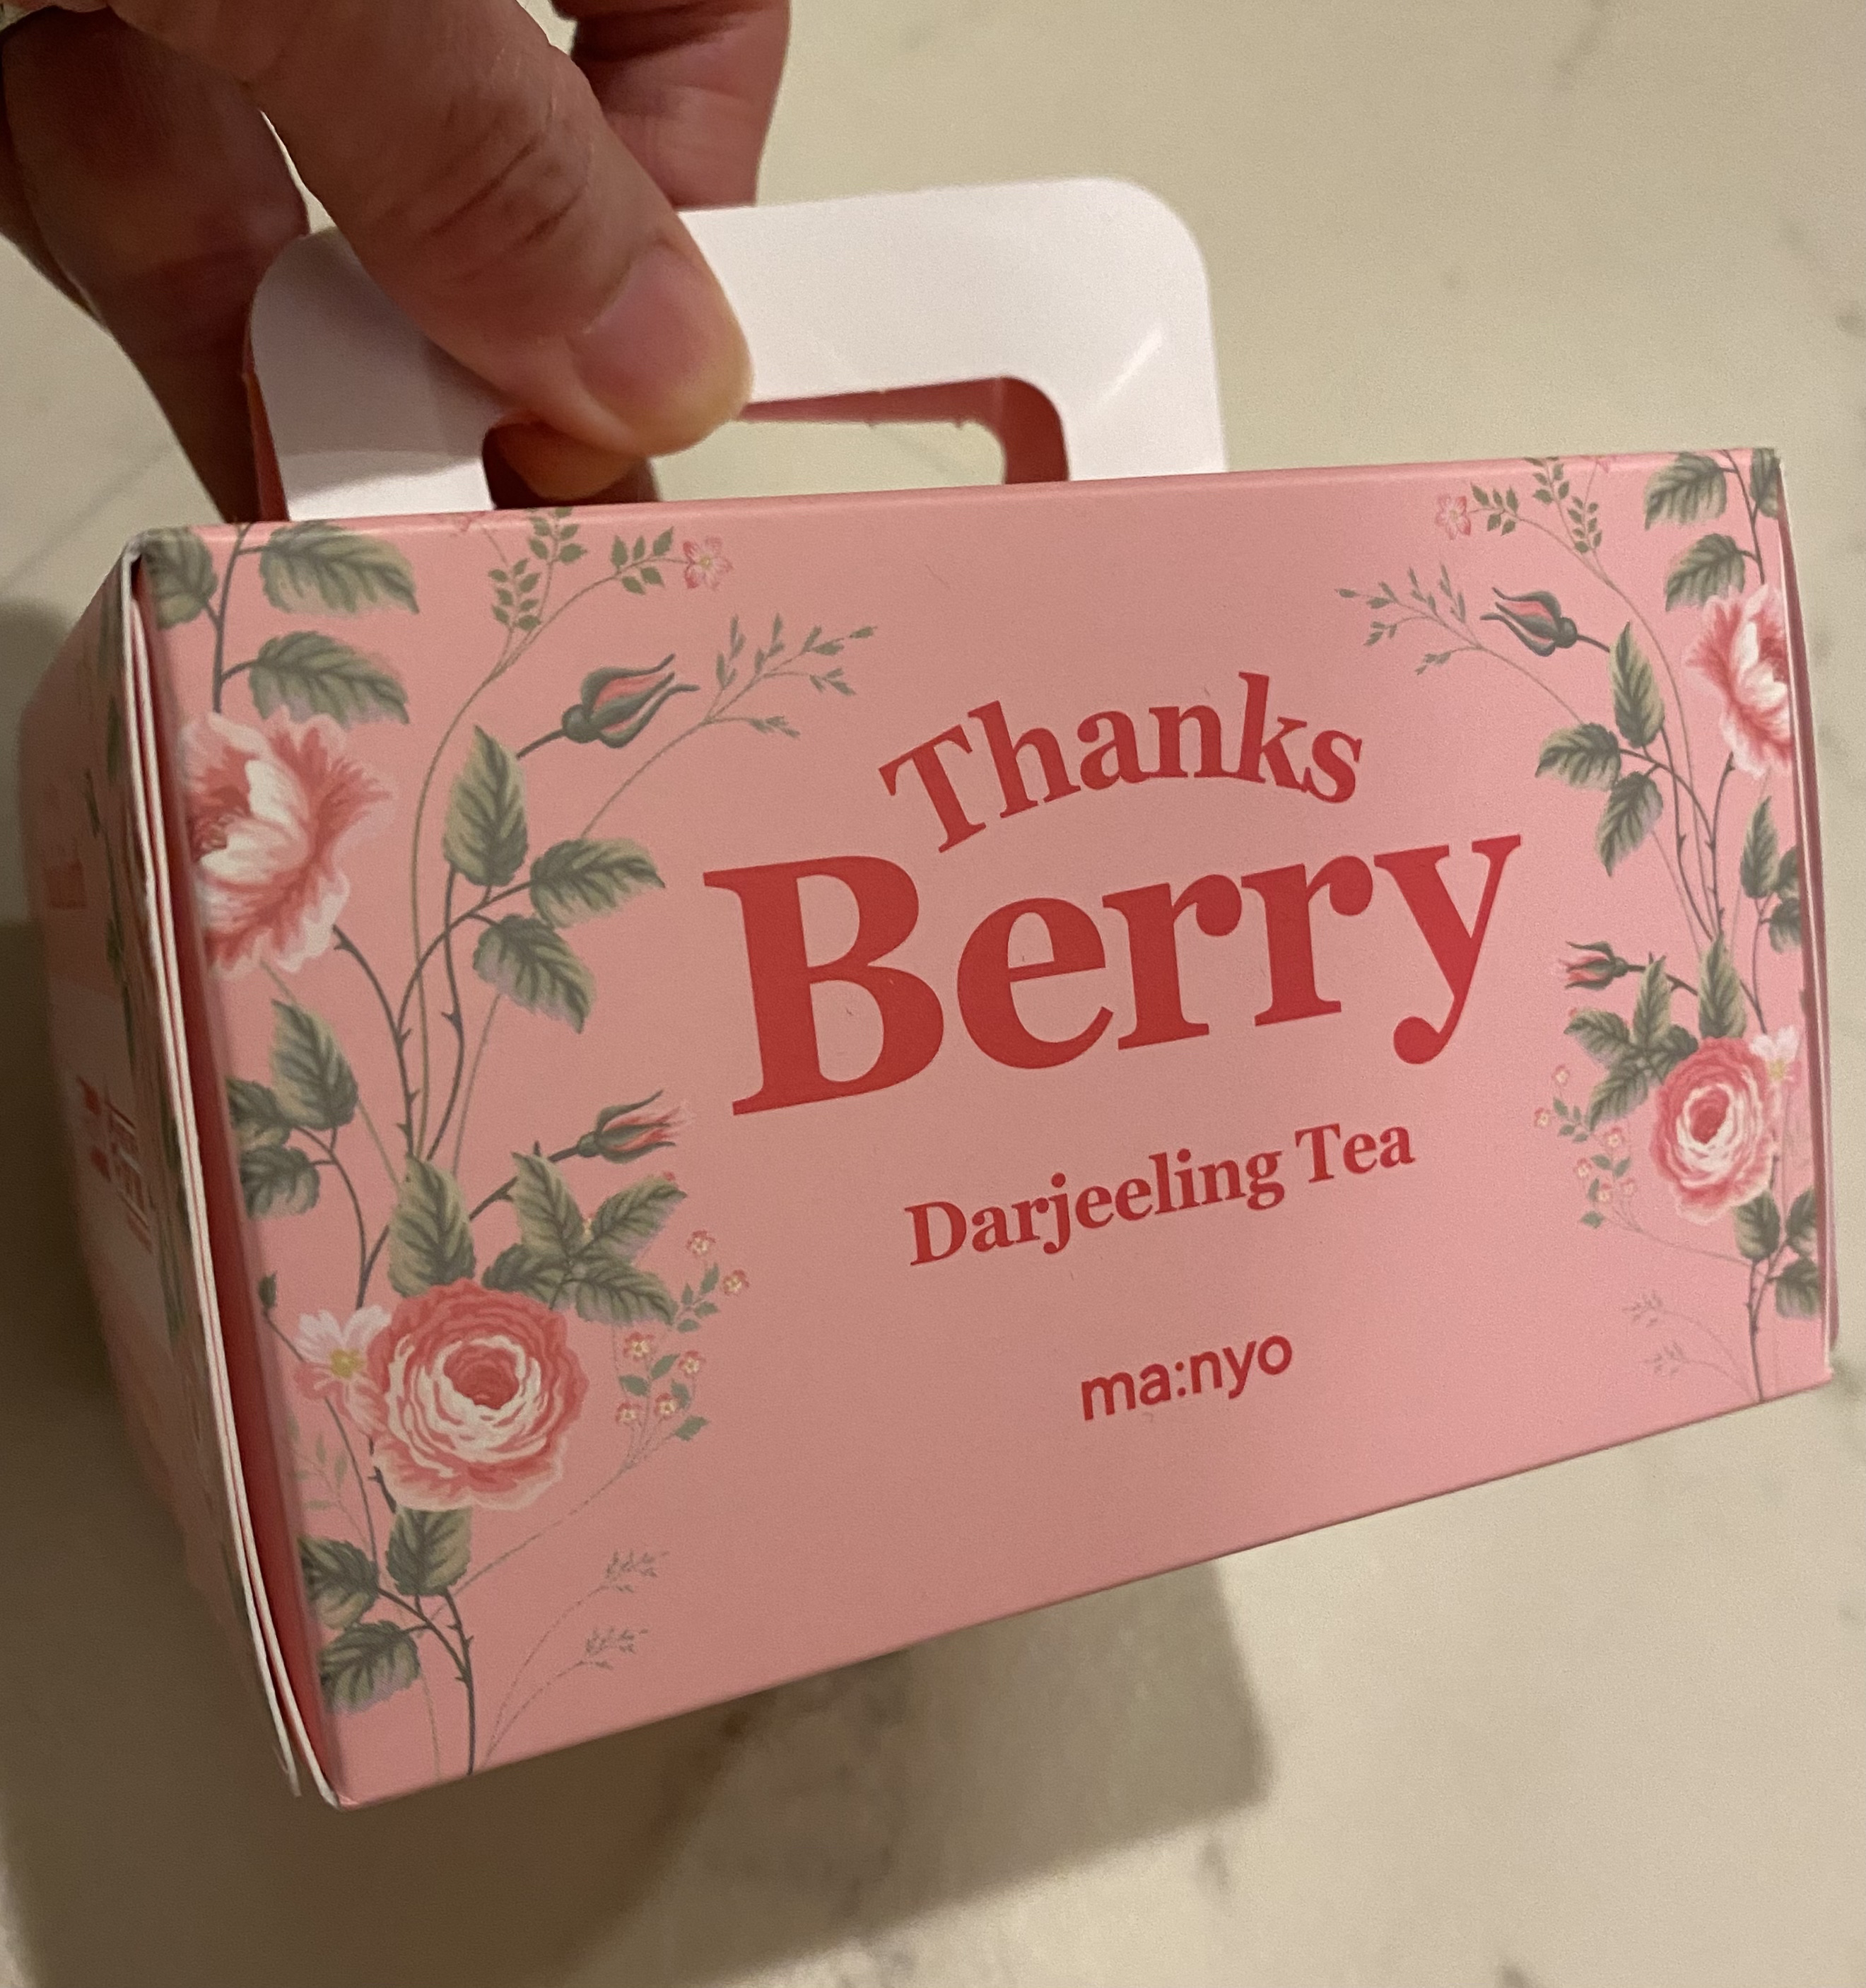 Thanks
Berry
Darjeeling Tea
ma:nyo